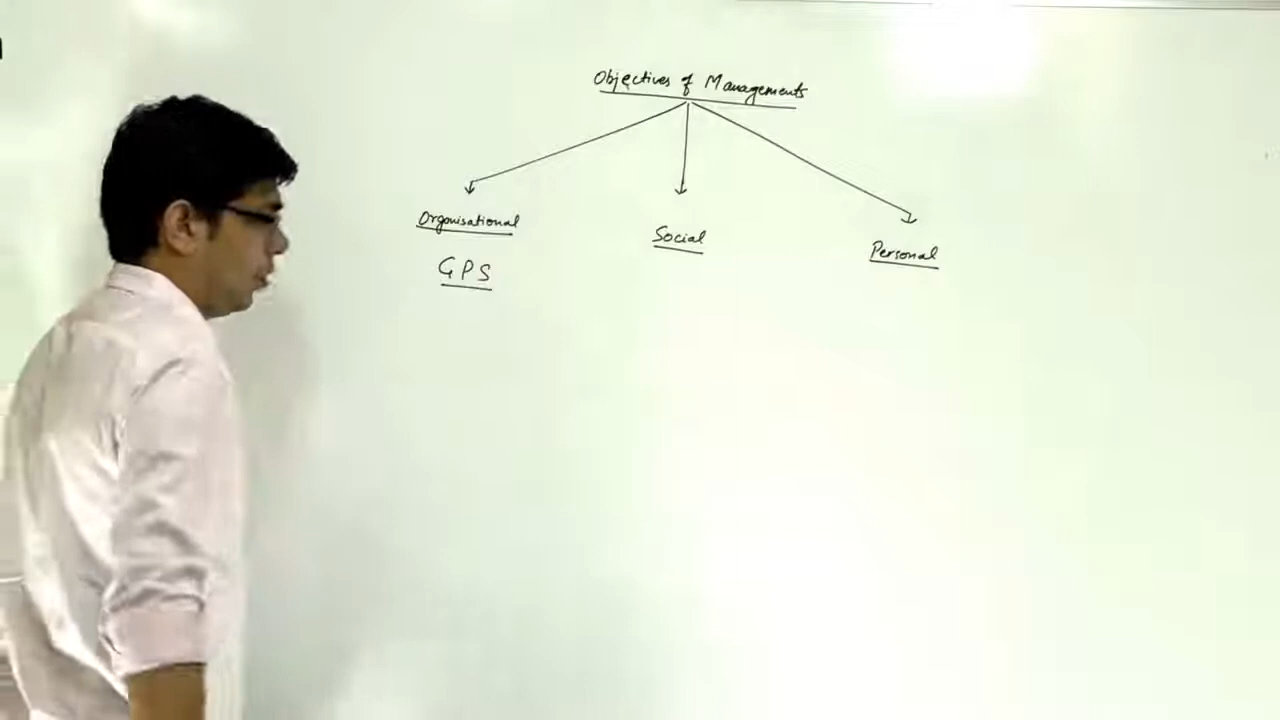 Objectives of Managements
Organisational
Social
Personal
GPS